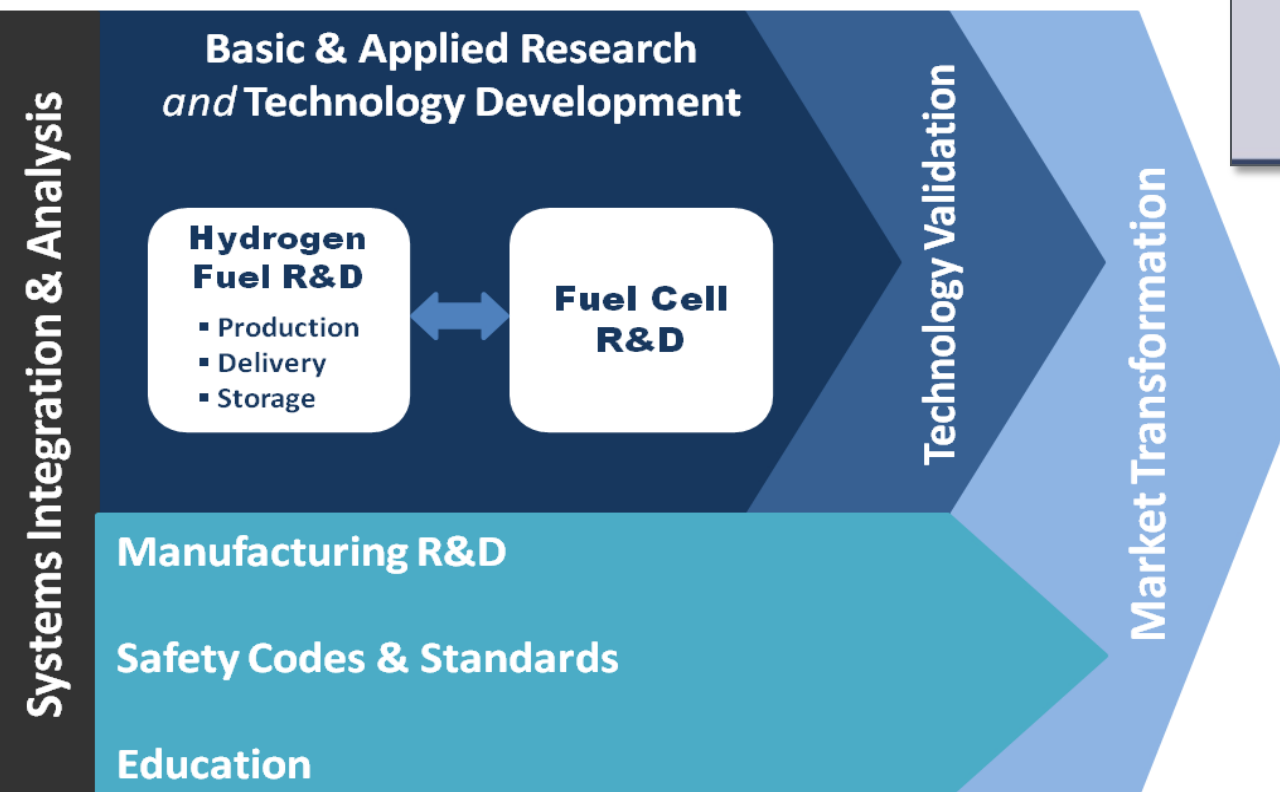 Systems Integration & Analysis
Basic & Applied Research
and Technology Development
Hydrogen
Fuel R&D
▪ Production
▪ Delivery
▪ Storage
Fuel Cell
R&D
Technology Validation
Market Transformation
Manufacturing R&D
Safety Codes & Standards
Education